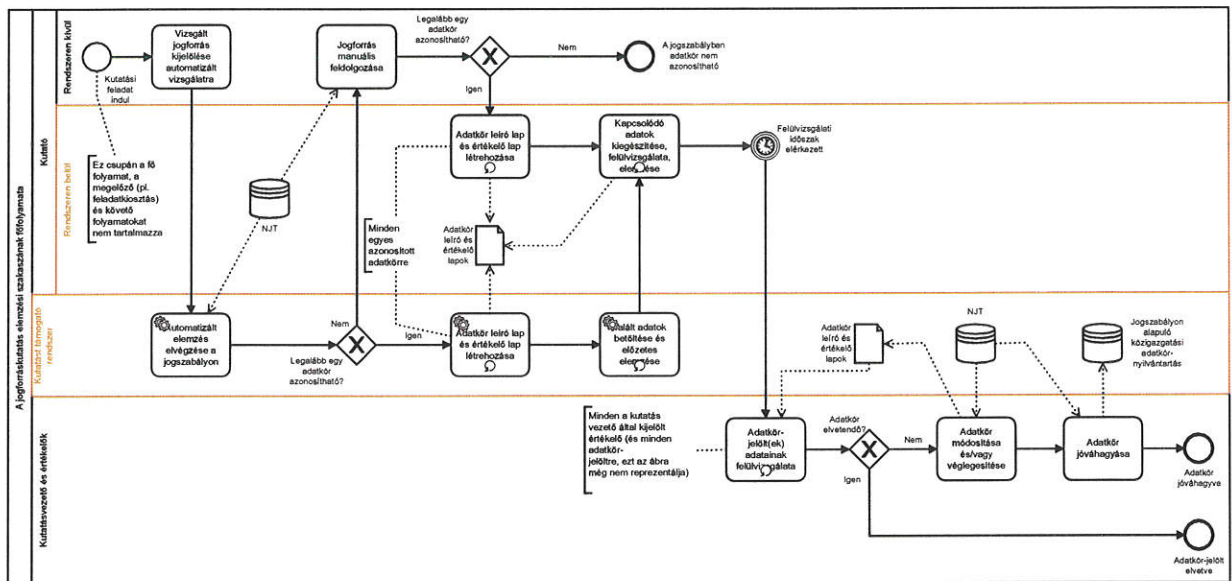 A jogforráskutatás elemzési szakaszának főfolyamata
Kutató
Rendszeren kívül
Rendszeren belül
Kutatást támogató
rendszer
Kutatásvezető és értékelők
Kutatási
feladat
indul
Vizsgált
jogforrás
kijelölése
automatizált
vizsgálatra
Jogforrás
manuális
feldolgozása
Legalább egy
adatkör
azonosítható?
Nem
Igen
A jogszabályban
adatkör nem
azonosítható
Ez csupán a fő
folyamat, a
megelőző (pl.
feladatkiosztás)
és követő
folyamatokat
nem tartalmazza
NJT
Minden
egyes
azonosított
adatkörre
Adatkör leíró lap
és értékelő lap
létrehozása
Kapcsolódó
adatok
kiegészítése,
felülvizsgálata,
elemzése
Felülvizsgálati
időszak
elérkezett
Adatkör
leíró és
értékelő
lapok
Automatizált
elemzés
elvégzése a
jogszabályon
Nem
Igen
Legalább egy
adatkör
azonosítható?
Adatkör leíró lap
és értékelő lap
létrehozása
Talált adatok
betöltése és
előzetes
elemzése
Adatkör
leíró és
értékelő
lapok
NJT
Jogszabályon
alapuló
közigazgatási
adatkör-
nyilvántartás
Minden a kutatás
vezető által kijelölt
értékelő (és minden
adatkör-
jelöltre, ezt az ábra
még nem reprezentálja)
Adatkör-
jelölt(ek)
adatainak
felülvizsgálata
Adatkör
elvetendő?
Nem
Igen
Adatkör
módosítása
és/vagy
véglegesítése
Adatkör
jóváhagyása
Adatkör
jóváhagyva
Adatkör-jelölt
elvetve